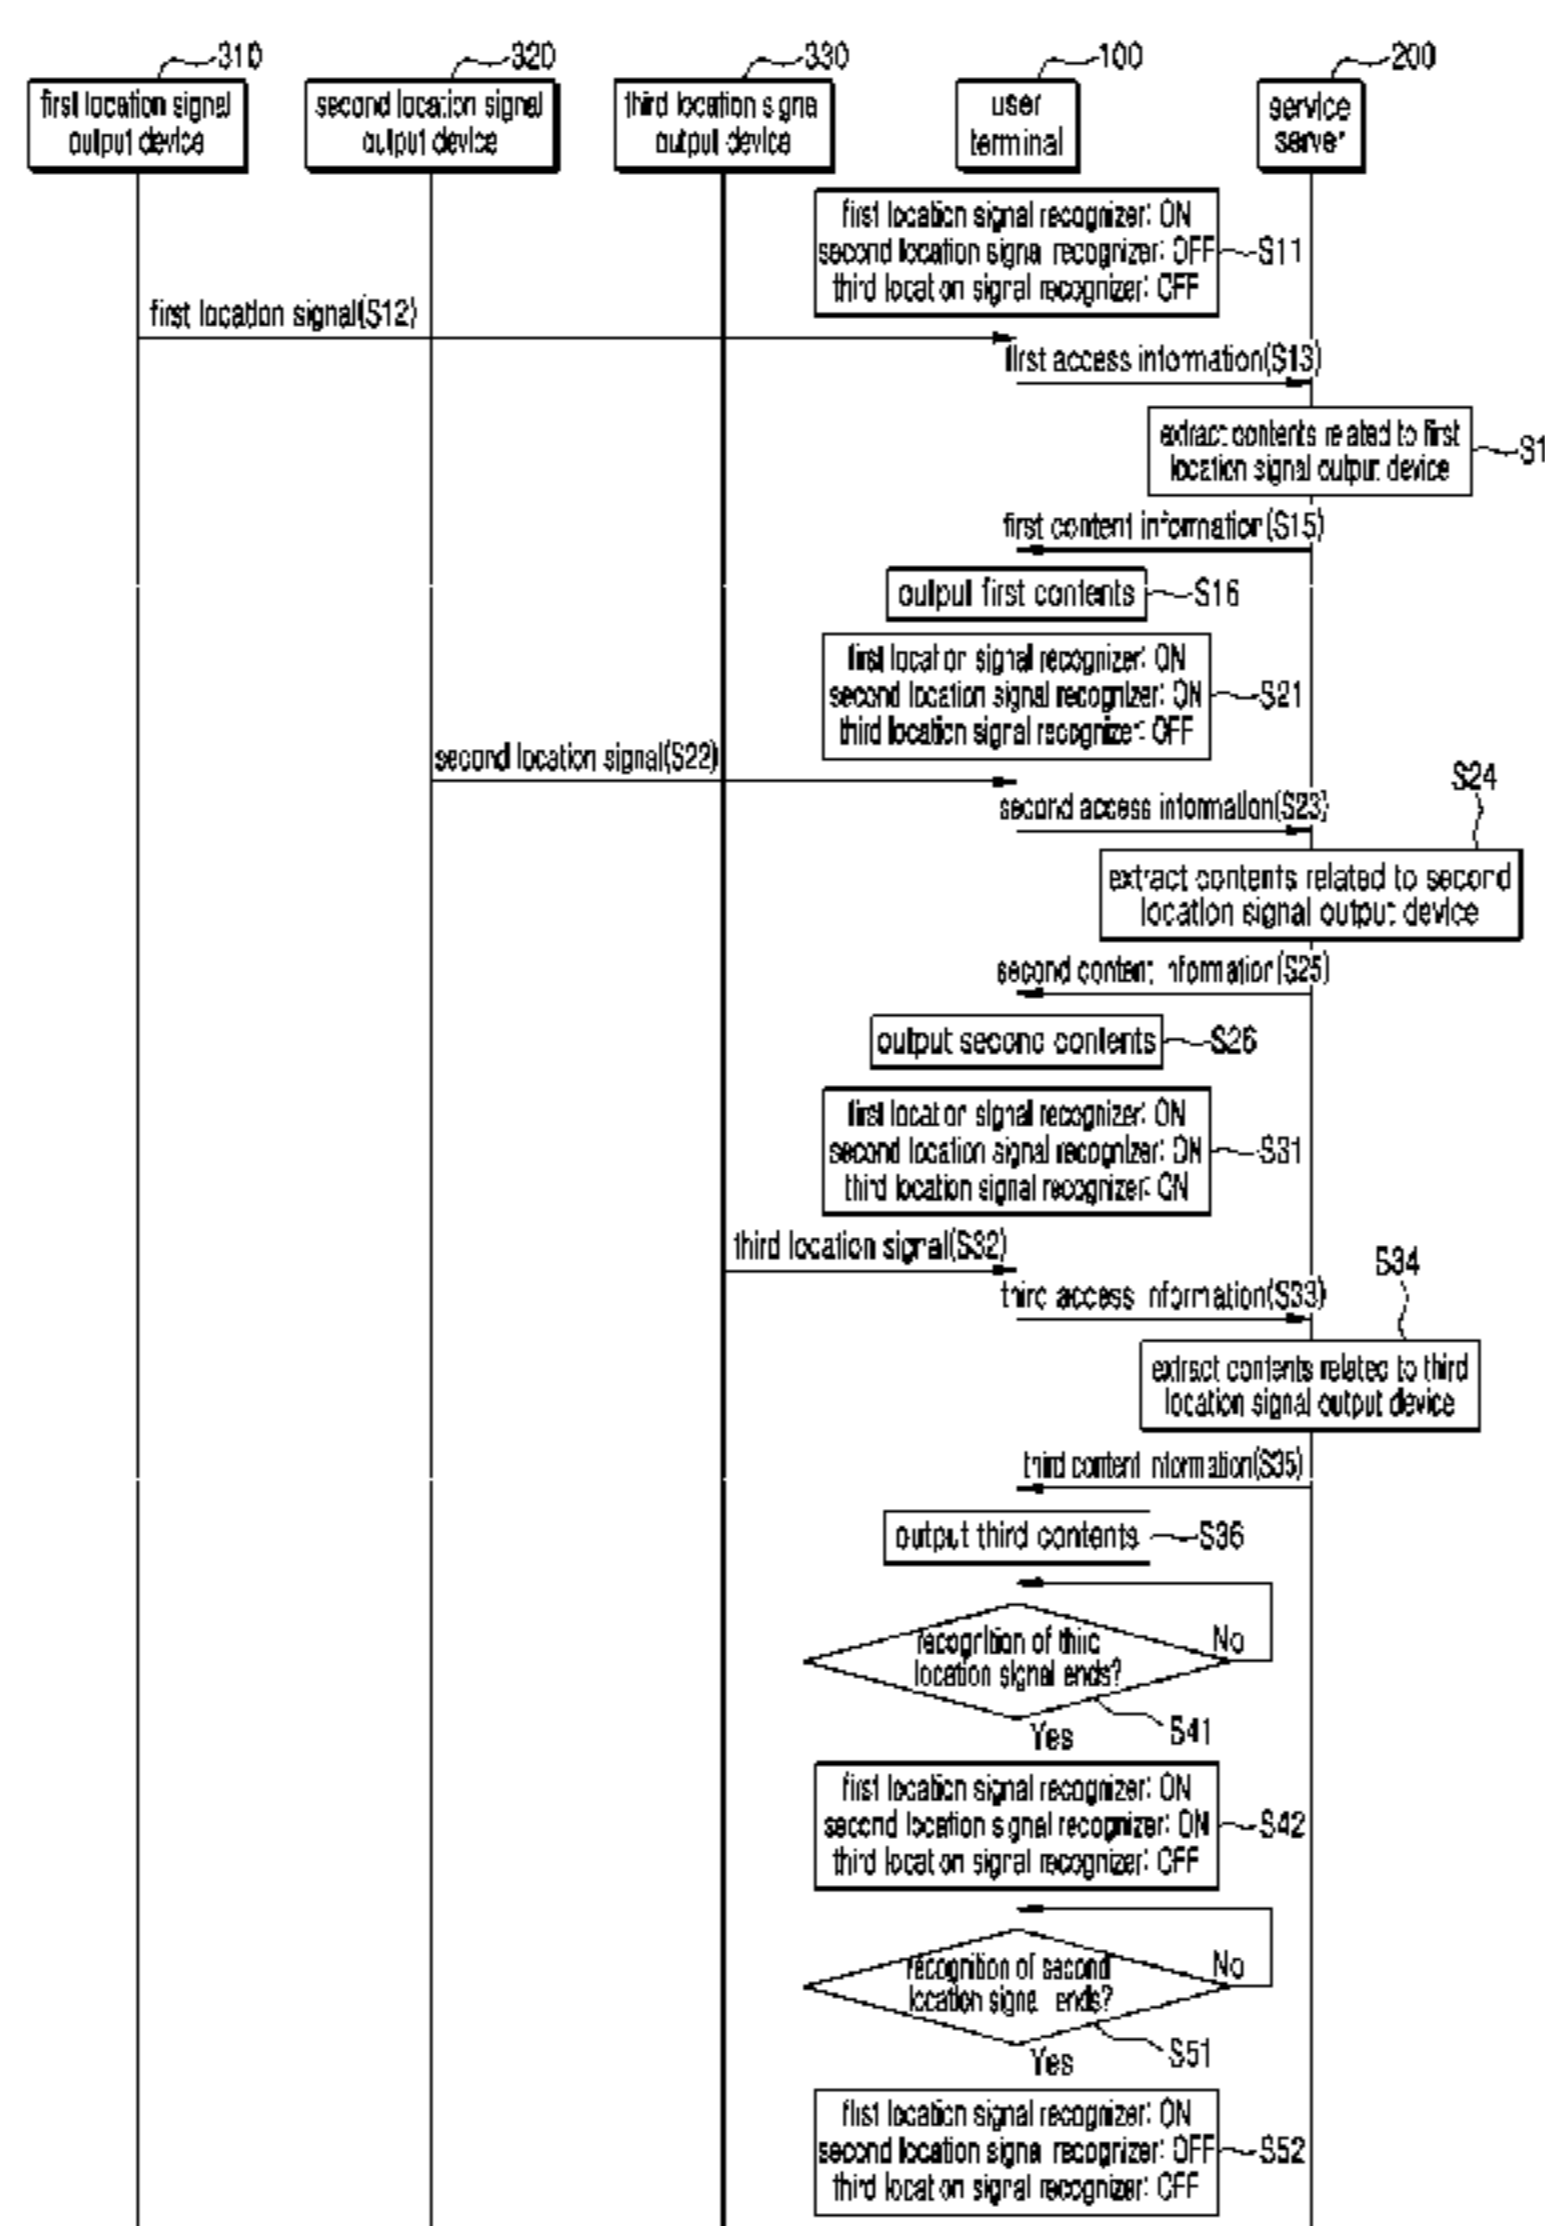 310
320
330
100
200
first location signal
output device
second location signal
output device
third location signa
output device
user
terminal
service
server
first location signal recognizer: ON
second location signal recognizer: OFF
third location signal recognizer: OFF
S11
first location signal(S12)
first access information(S13)
extract contents related to first
location signal output device
S1
first content information(S15)
output first contents
S16
first location signal recognizer: ON
second location signal recognizer: ON
third location signal recognizer: OFF
S21
second location signal(S22)
second access information(S23)
S24
extract contents related to second
location signal output device
second content information(S25)
output second contents
S26
first location signal recognizer: ON
second location signal recognizer: ON
third location signal recognizer: ON
S31
third location signal(S32)
third access information(S33)
S34
extract contents related to third
location signal output device
third content information(S35)
output third contents
S36
recognition of third
location signal ends?
No
S41
Yes
first location signal recognizer: ON
second location signal recognizer: ON
third location signal recognizer: OFF
S42
recognition of second
location signal ends?
No
S51
Yes
first location signal recognizer: ON
second location signal recognizer: OFF
third location signal recognizer: OFF
S52